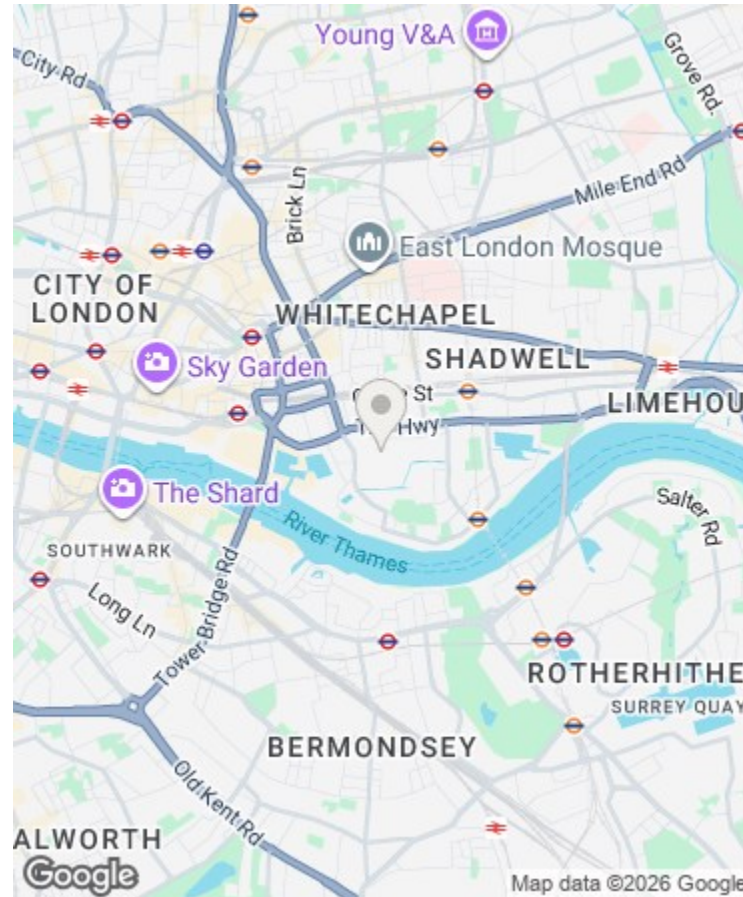 Young V&A
City Rd
Grove Rd.
Brick Ln
Mile End Rd
East London Mosque
CITY OF
LONDON
WHITECHAPEL
SHADWELL
Sky Garden
St
Hwy
LIMEHOU
The Shard
River Thames
Salter Rd
SOUTHWARK
Long Ln
Tower Bridge Rd
ROTHERHITHE
SURREY QUAY
BERMONDSEY
Old Kent Rd
ALWORTH
Google
Map data ©2026 Google